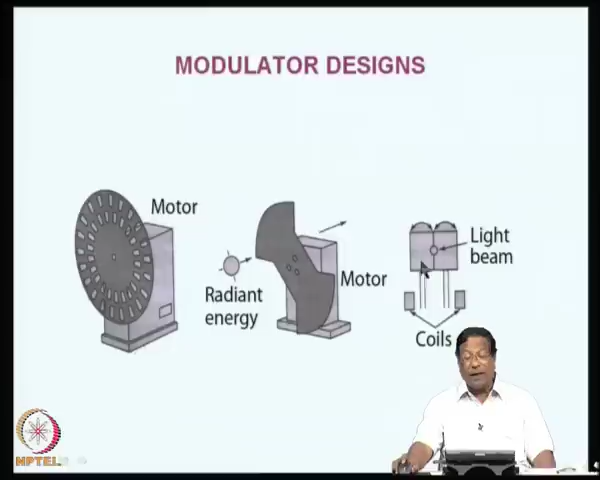 MODULATOR DESIGNS
Motor
Radiant
energy
Motor
Light
beam
Coils
NPTEL